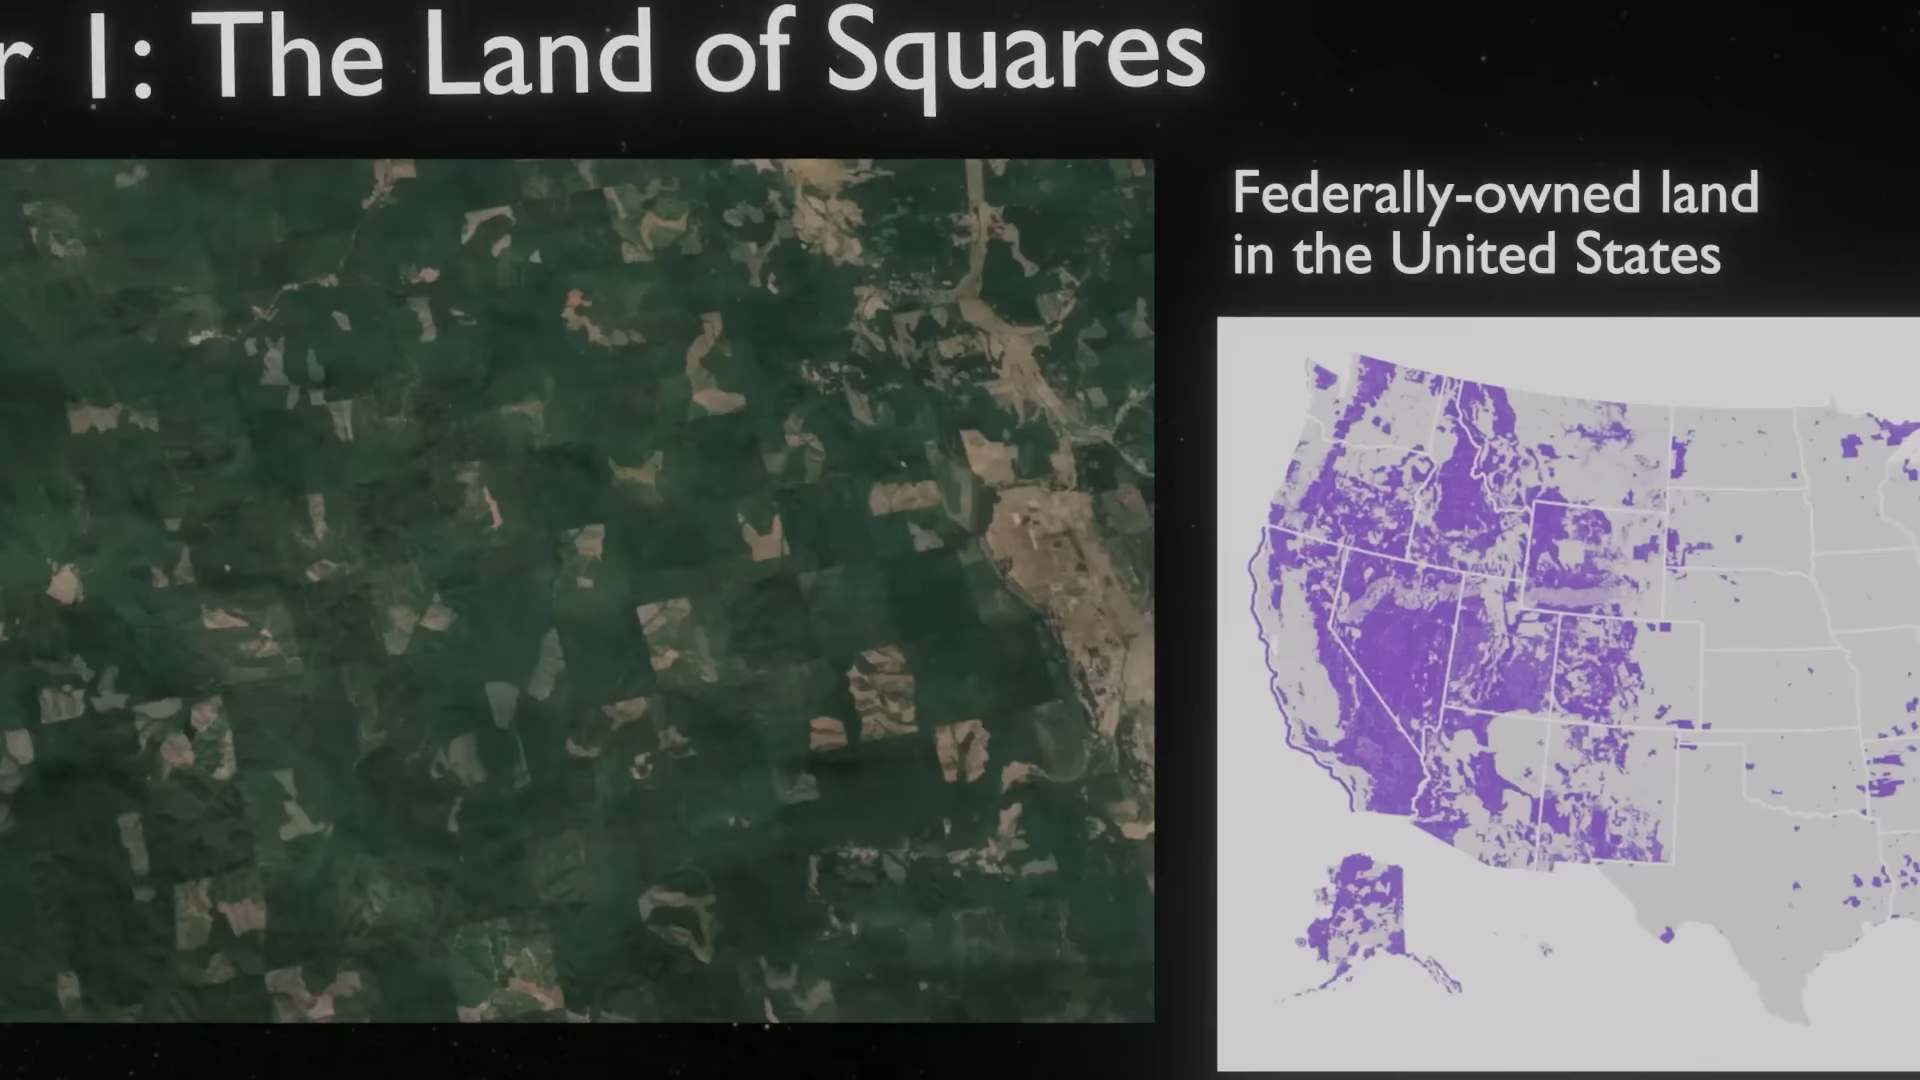 r 1: The Land of Squares
Federally-owned land
in the United States